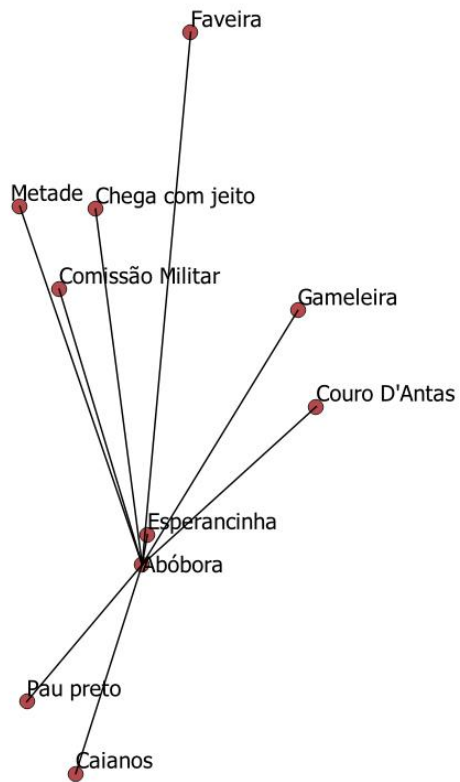 Faveira
Metade
Chega com jeito
Comissão Militar
Gameleira
Couro D'Antas
Esperancinha
Abóbora
Pau preto
Caianos